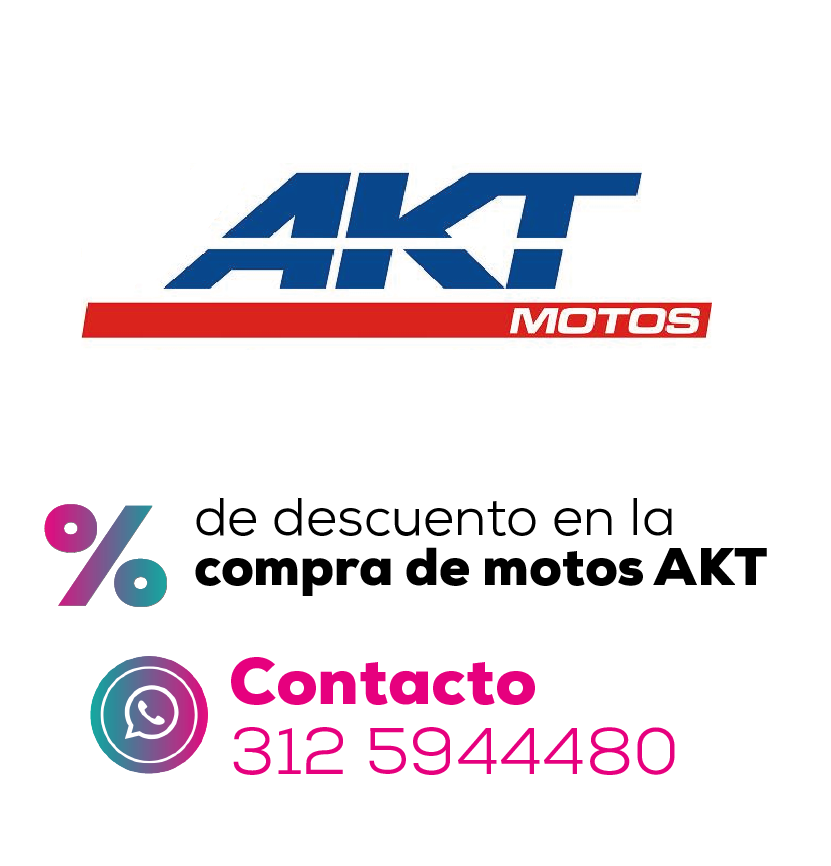 AKT
MOTOS
% de descuento en la
compra de motos AKT
Contacto
312 5944480